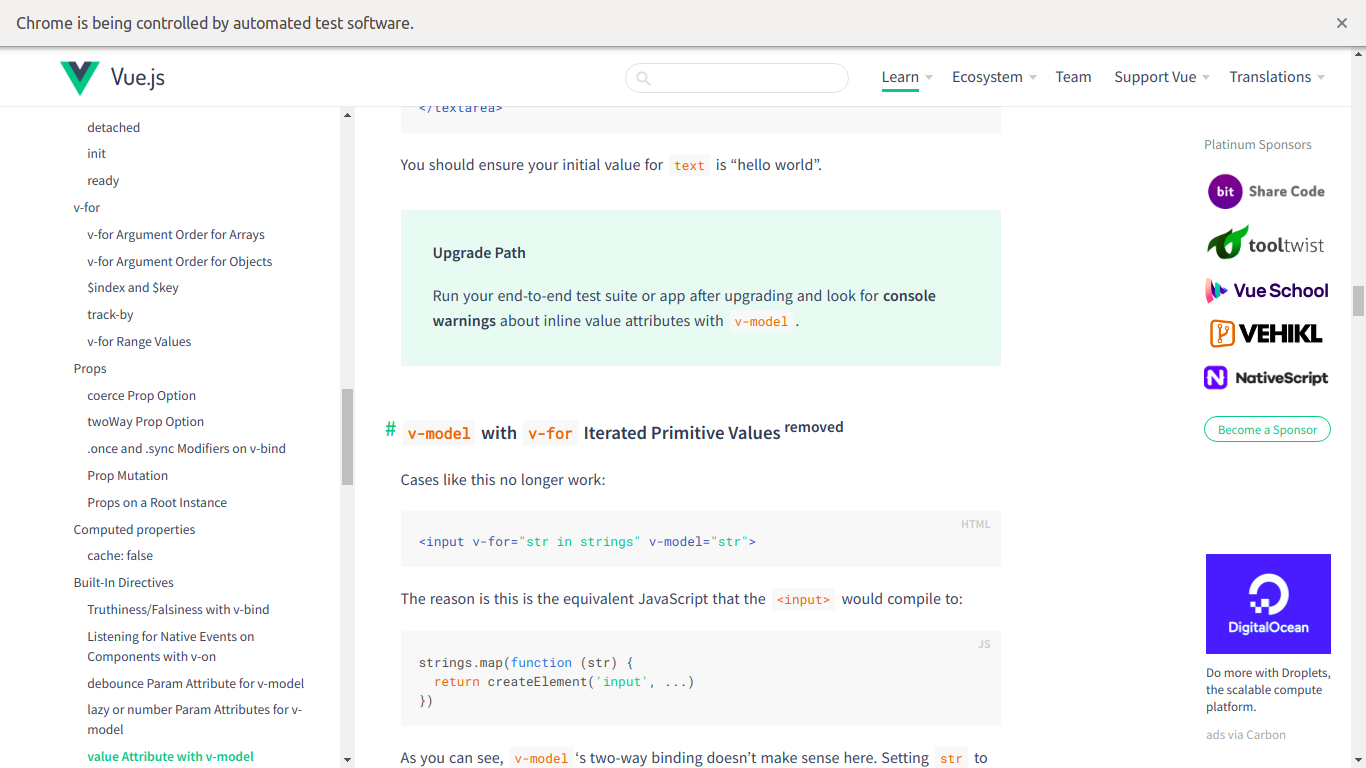 Chrome is being controlled by automated test software.
Vue.js
Learn
Ecosystem
Team
Support Vue
Translations
detached
init
ready
v-for
v-for Argument Order for Arrays
v-for Argument Order for Objects
$index and $key
track-by
v-for Range Values
Props
coerce Prop Option
twoWay Prop Option
.once and .sync Modifiers on v-bind
Prop Mutation
Props on a Root Instance
Computed properties
cache: false
Built-In Directives
Truthiness/Falsiness with v-bind
Listening for Native Events on
Components with v-on
debounce Param Attribute for v-model
lazy or number Param Attributes for v-
model
value Attribute with v-model
</textarea>
You should ensure your initial value for text is “hello world”.
Upgrade Path
Run your end-to-end test suite or app after upgrading and look for console
warnings about inline value attributes with v-model .
# v-model with v-for Iterated Primitive Values removed
Cases like this no longer work:
HTML
<input v-for="str in strings" v-model="str">
The reason is this is the equivalent JavaScript that the <input> would compile to:
JS
strings.map(function (str) {
return createElement('input', ...)
})
As you can see, v-model ‘s two-way binding doesn’t make sense here. Setting str to
Platinum Sponsors
bit Share Code
tooltwist
Vue School
VEHIKL
NativeScript
Become a Sponsor
DigitalOcean
Do more with Droplets,
the scalable compute
platform.
ads via Carbon